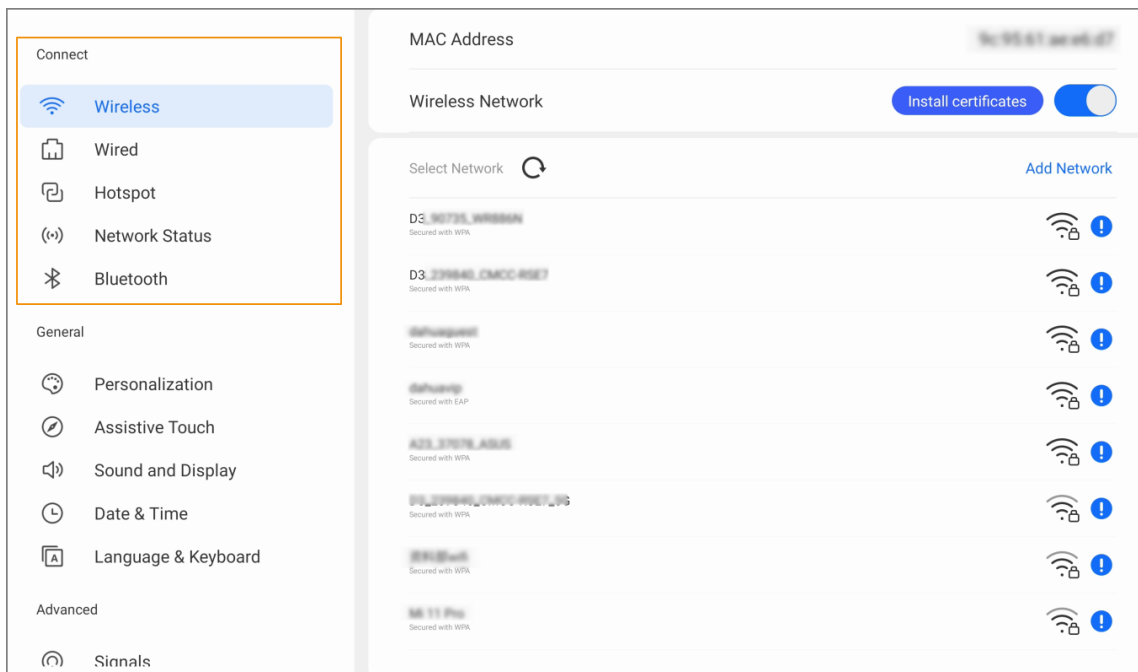 Connect
Wireless
Wired
Hotspot
Network Status
Bluetooth
General
Personalization
Assistive Touch
Sound and Display
Date & Time
Language & Keyboard
Advanced
Signals
MAC Address
Wireless Network
Install certificates
Select Network
Add Network
D3
Secured with WPA
D3
Secured with WPA
Secured with WPA
Secured with EAP
Secured with WPA
Secured with WPA
Secured with WPA
Secured with WPA